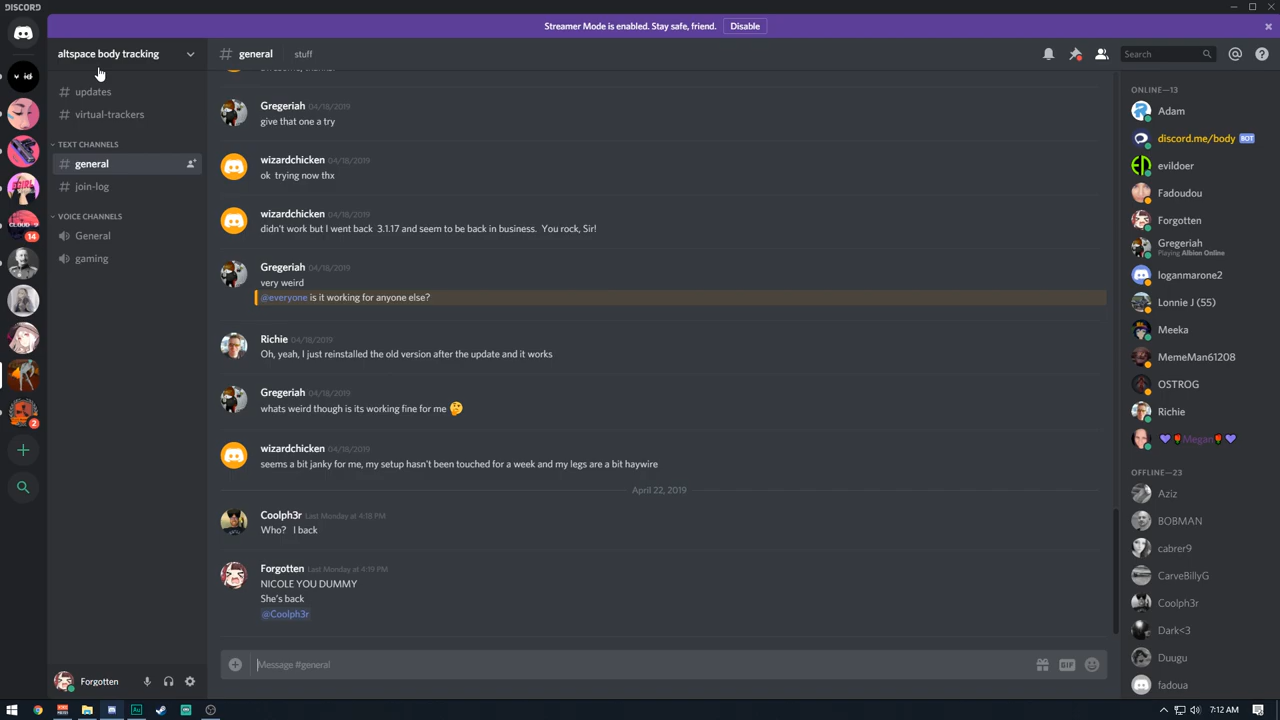 DISCORD
Streamer Mode is enabled. Stay safe, friend.
Disable
altspace body tracking
# general
stuff
Search
# updates
# virtual-trackers
TEXT CHANNELS
# general
# join-log
VOICE CHANNELS
General
gaming
14
2
Gregeriah 04/18/2019
give that one a try
wizardchicken 04/18/2019
ok trying now thx
wizardchicken 04/18/2019
didn't work but I went back 3.1.17 and seem to be back in business. You rock, Sir!
Gregeriah 04/18/2019
very weird
@everyone is it working for anyone else?
Richie 04/18/2019
Oh, yeah, I just reinstalled the old version after the update and it works
Gregeriah 04/18/2019
whats weird though is its working fine for me 🤔
wizardchicken 04/18/2019
seems a bit janky for me, my setup hasn't been touched for a week and my legs are a bit haywire
April 22, 2019
Coolph3r Last Monday at 4:18 PM
Who? I back
Forgotten Last Monday at 4:19 PM
NICOLE YOU DUMMY
She's back
@Coolph3r
Message #general
GIF
ONLINE—13
Adam
discord.me/body BOT
evildoer
Fadoudou
Forgotten
Gregeriah
Playing Albion Online
loganmarone2
Lonnie J (55)
Meeka
MemeMan61208
OSTROG
Richie
💜🌹Megan🌹💜
OFFLINE—23
Aziz
BOBMAN
cabrer9
CarveBillyG
Coolph3r
Dark<3
Duugu
fadoua
Forgotten
7:12 AM